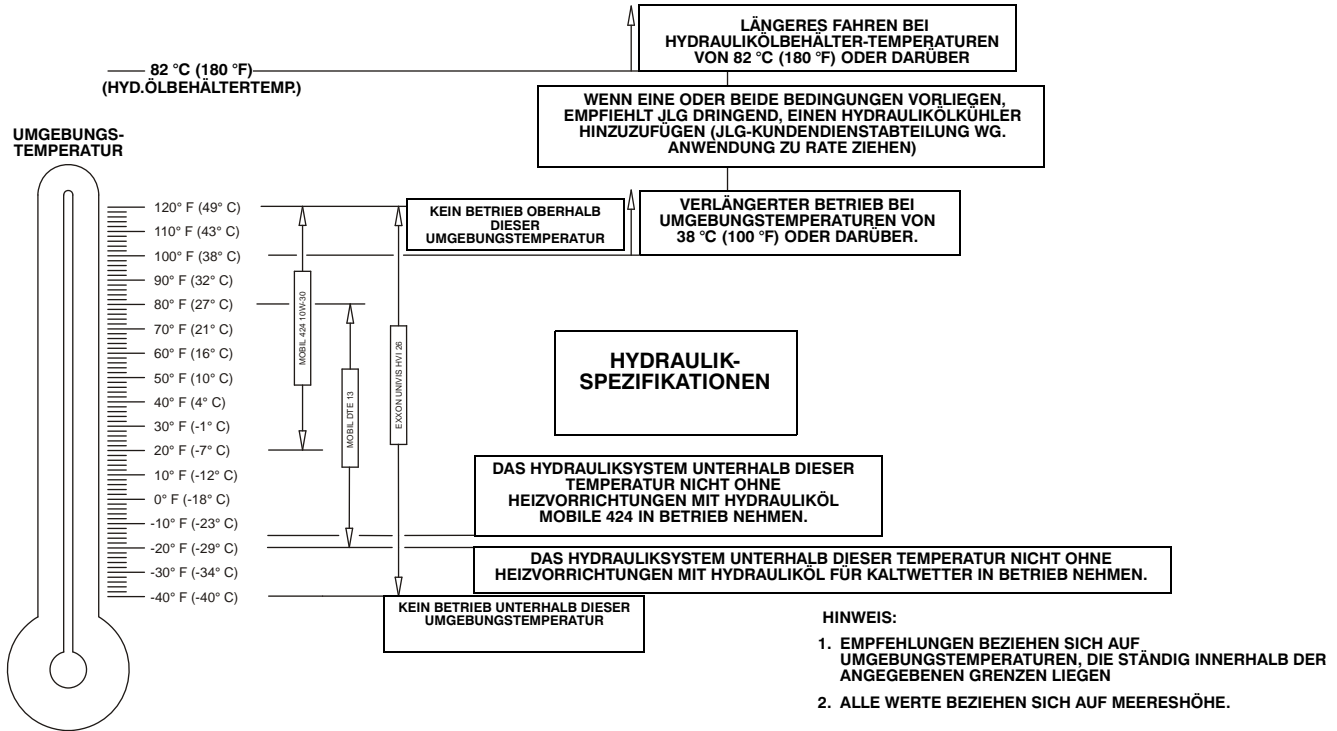 LÄNGERES FAHREN BEI
HYDRAULIKÖLBEHÄLTER-TEMPERATUREN
VON 82 °C (180 °F) ODER DARÜBER
82 °C (180 °F)
(HYD.ÖLBEHÄLTERTEMP.)
WENN EINE ODER BEIDE BEDINGUNGEN VORLIEGEN,
EMPFIEHLT JLG DRINGEND, EINEN HYDRAULIKÖLKÜHLER
HINZUZUFÜGEN (JLG-KUNDENDIENSTABTEILUNG WG.
ANWENDUNG ZU RATE ZIEHEN)
UMGEBUNGS-
TEMPERATUR
120° F (49° C)
110° F (43° C)
100° F (38° C)
90° F (32° C)
80° F (27° C)
70° F (21° C)
60° F (16° C)
50° F (10° C)
40° F (4° C)
30° F (-1° C)
20° F (-7° C)
10° F (-12° C)
0° F (-18° C)
-10° F (-23° C)
-20° F (-29° C)
-30° F (-34° C)
-40° F (-40° C)
MOBIL 424 10W-30
MOBIL DTE 13
EXXON UNIVIS HVI 26
KEIN BETRIEB OBERHALB
DIESER
UMGEBUNGSTEMPERATUR
VERLÄNGERTER BETRIEB BEI
UMGEBUNGSTEMPERATUREN VON
38 °C (100 °F) ODER DARÜBER.
HYDRAULIK-
SPEZIFIKATIONEN
DAS HYDRAULIKSYSTEM UNTERHALB DIESER
TEMPERATUR NICHT OHNE
HEIZVORRICHTUNGEN MIT HYDRAULIKÖL
MOBILE 424 IN BETRIEB NEHMEN.
DAS HYDRAULIKSYSTEM UNTERHALB DIESER TEMPERATUR NICHT OHNE
HEIZVORRICHTUNGEN MIT HYDRAULIKÖL FÜR KALTWETTER IN BETRIEB NEHMEN.
KEIN BETRIEB UNTERHALB DIESER
UMGEBUNGSTEMPERATUR
HINWEIS:
1. EMPFEHLUNGEN BEZIEHEN SICH AUF
UMGEBUNGSTEMPERATUREN, DIE STÄNDIG INNERHALB DER
ANGEGEBENEN GRENZEN LIEGEN
2. ALLE WERTE BEZIEHEN SICH AUF MEERESHÖHE.